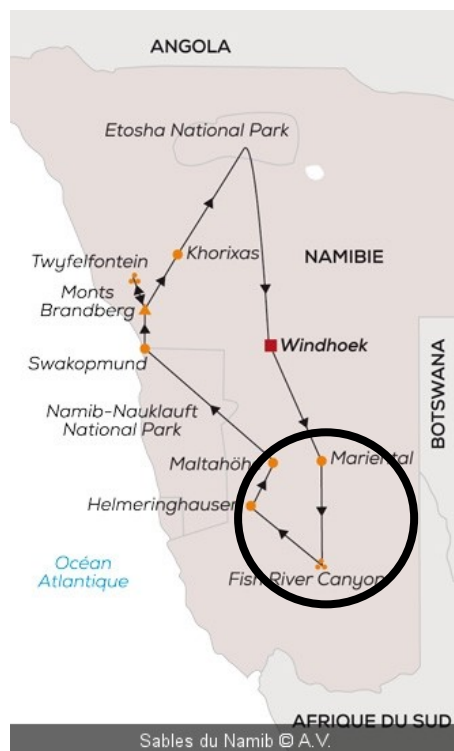 ANGOLA
Etosha National Park
Khorixas
Twyfelfontein
NAMIBIE
Monts
Brandberg
Windhoek
Swakopmund
BOTSWANA
Namib-Nauklauft
National Park
Maltahöh
Mariental
Helmeringhausen
Océan
Atlantique
Fish River Canyon
AFRIQUE DU SUD
Sables du Namib © A.V.